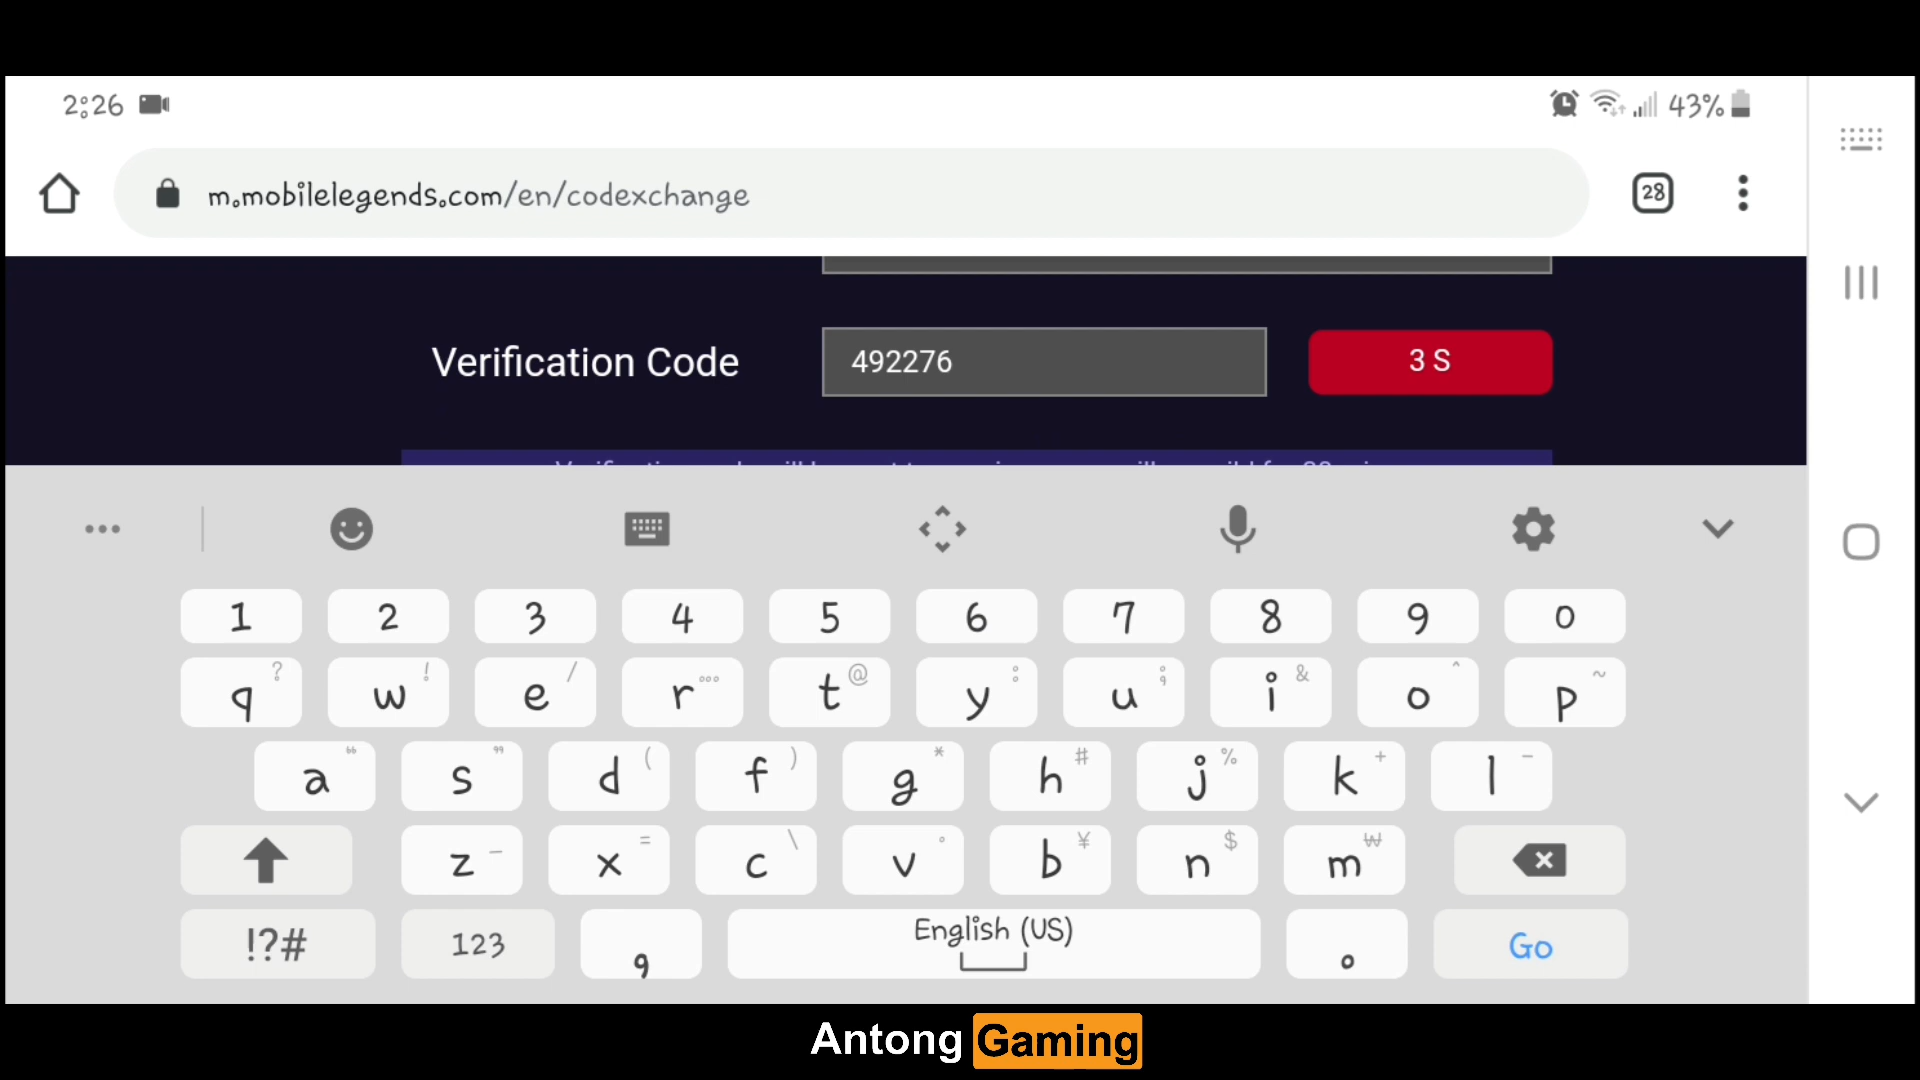 2:26 43%
m.mobilelegends.com/en/codexchange 28
Verification Code 492276 3 S
1 2 3 4 5 6 7 8 9 0
q ? w ! e / r ... t @ y : u ; i & o ^ p ~
a " s " d ( f ) g * h # j % k + l -
z _ x = c \ v ° b ¥ n $ m ₩
!?# 123 , English (US) . Go
Antong Gaming